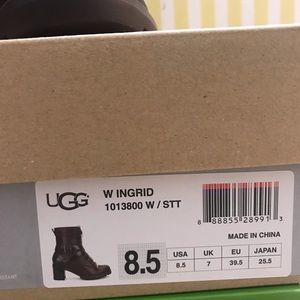 UGG
W INGRID
1013800 W / STT
8 88855 28991 3
MADE IN CHINA
8.5
USA UK EU JAPAN
8.5 7 39.5 25.5